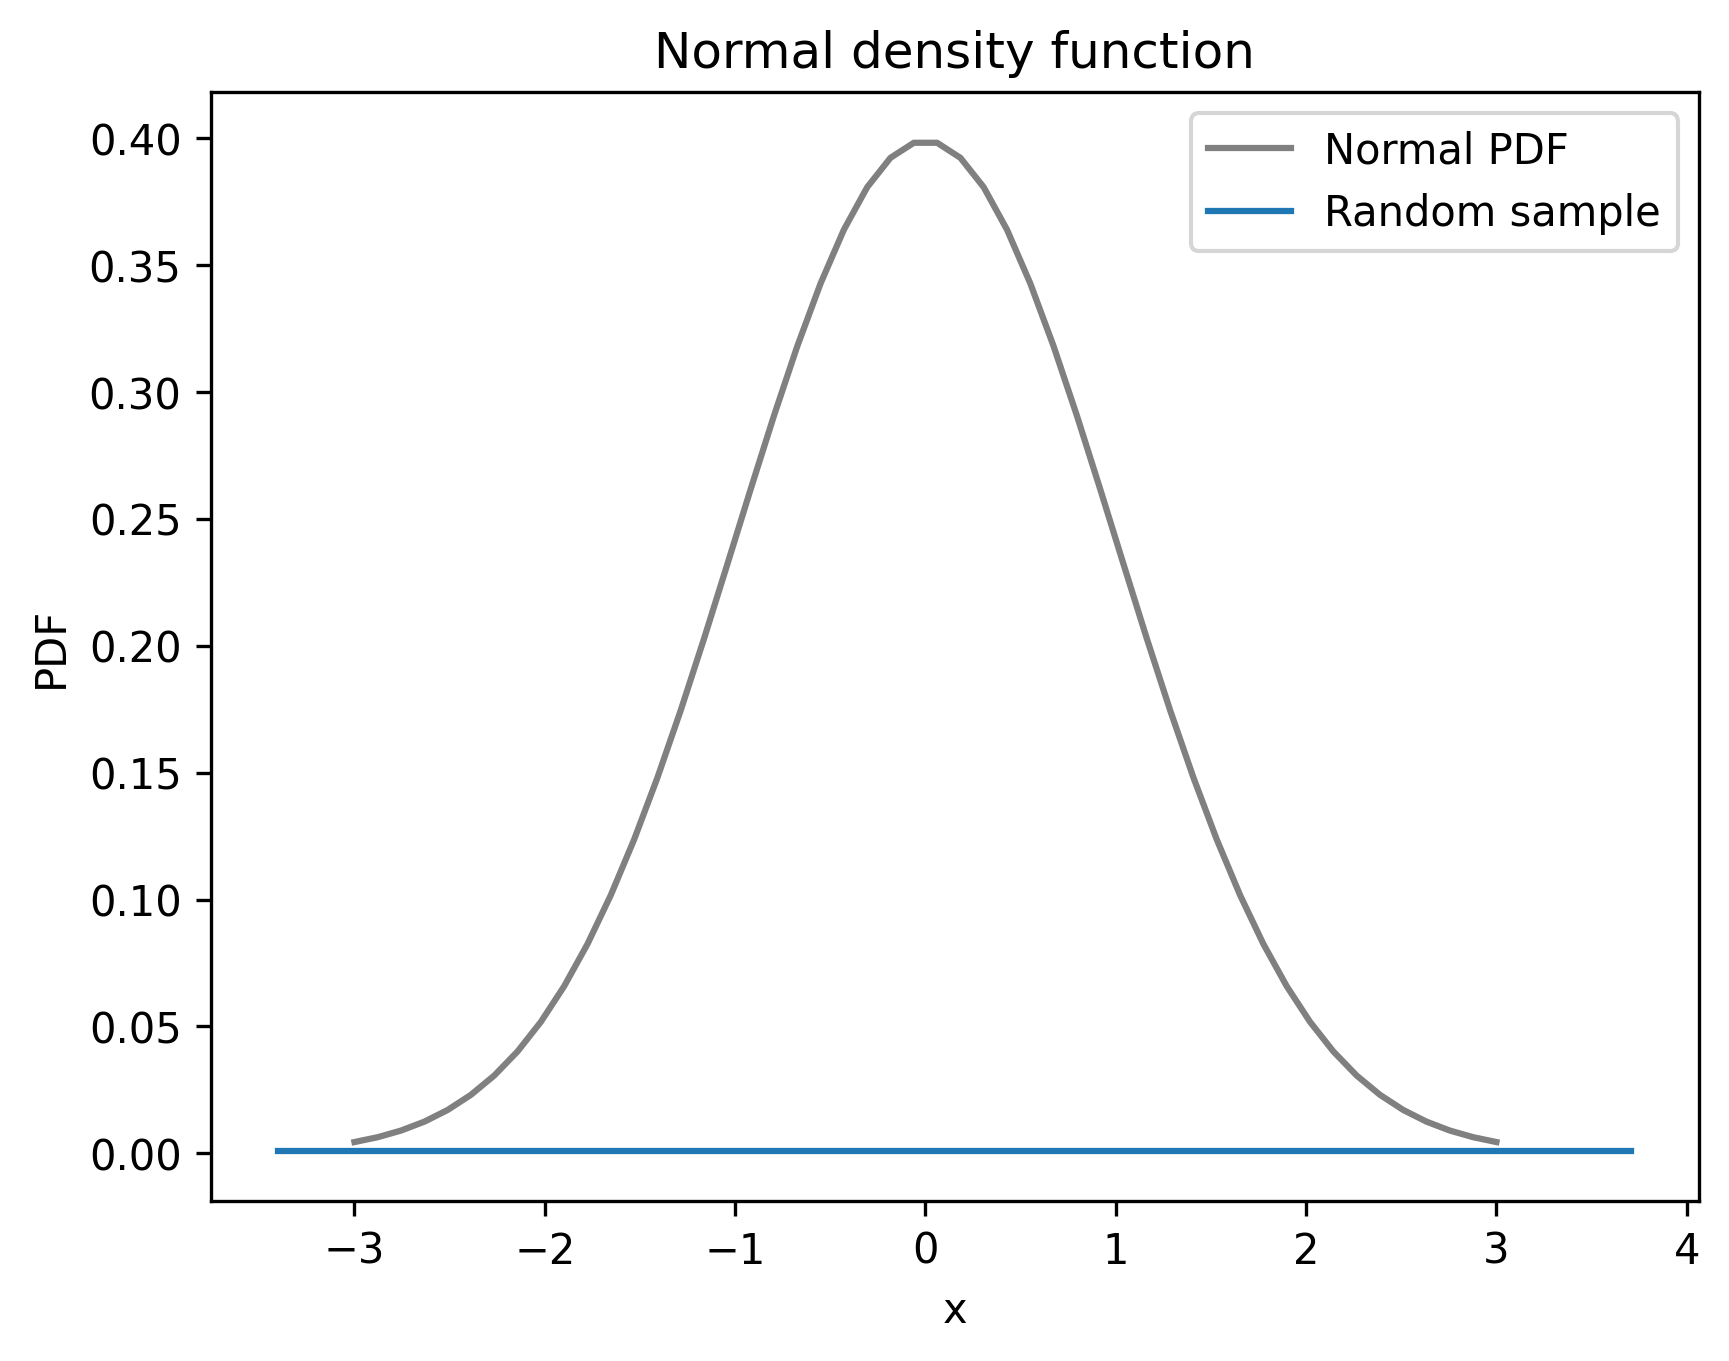 Normal density function
Normal PDF
Random sample
PDF
0.40
0.35
0.30
0.25
0.20
0.15
0.10
0.05
0.00
−3 −2 −1 0 1 2 3 4
x